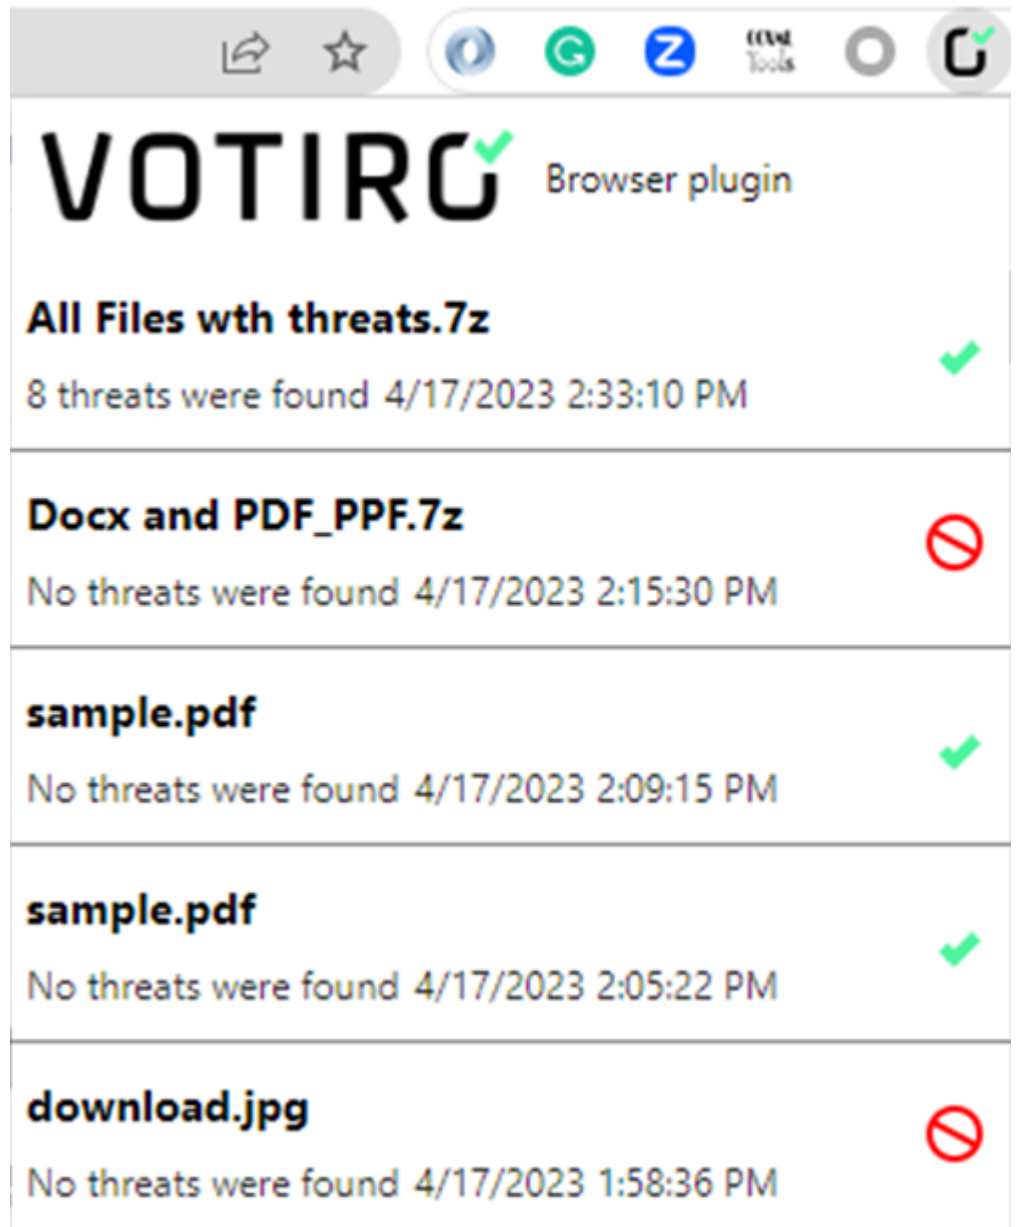 VOTIRO Browser plugin
All Files wth threats.7z
8 threats were found 4/17/2023 2:33:10 PM
Docx and PDF_PPF.7z
No threats were found 4/17/2023 2:15:30 PM
sample.pdf
No threats were found 4/17/2023 2:09:15 PM
sample.pdf
No threats were found 4/17/2023 2:05:22 PM
download.jpg
No threats were found 4/17/2023 1:58:36 PM